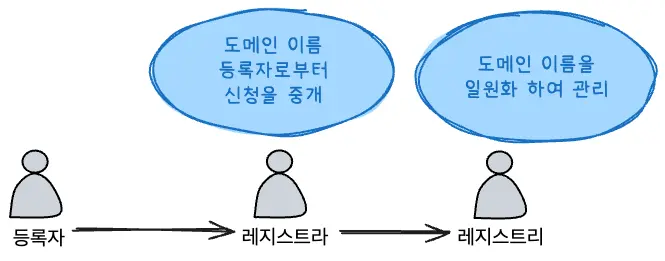 도메인 이름
등록자로부터
신청을 중개
도메인 이름을
일원화 하여 관리
등록자
레지스트라
레지스트리